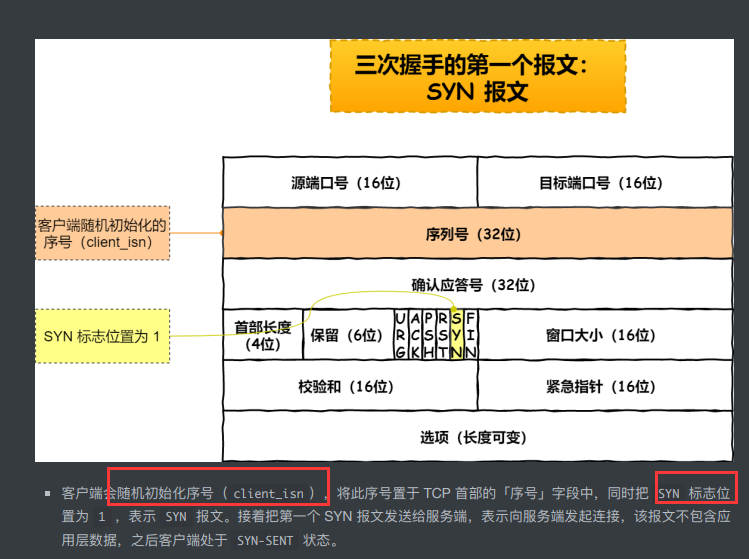 三次握手的第一个报文：
SYN 报文
源端口号（16位）
目标端口号（16位）
客户端随机初始化的
序号（client_isn）
序列号（32位）
确认应答号（32位）
SYN 标志位置为 1
首部长度
（4位）
保留（6位）
URG
ACK
PSH
RST
SYN
FIN
窗口大小（16位）
校验和（16位）
紧急指针（16位）
选项（长度可变）
客户端会随机初始化序号（ client_isn ），将此序号置于 TCP 首部的「序号」字段中，同时把 SYN 标志位
置为 1 ，表示 SYN 报文。接着把第一个 SYN 报文发送给服务端，表示向服务端发起连接，该报文不包含应
用层数据，之后客户端处于 SYN-SENT 状态。